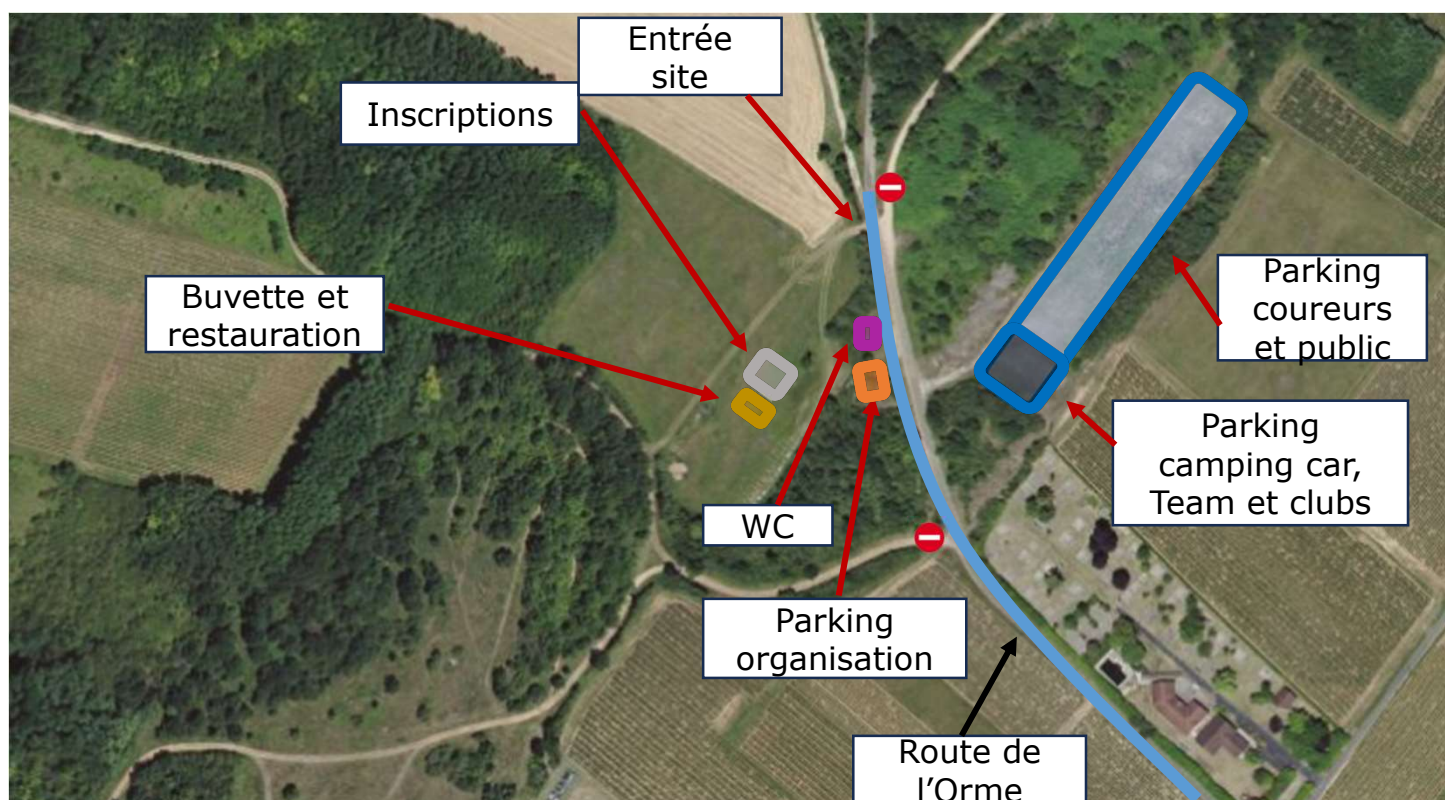 Entrée
site
Inscriptions
Buvette et
restauration
Parking
coureurs
et public
Parking
camping car,
Team et clubs
WC
Parking
organisation
Route de
l’Orme